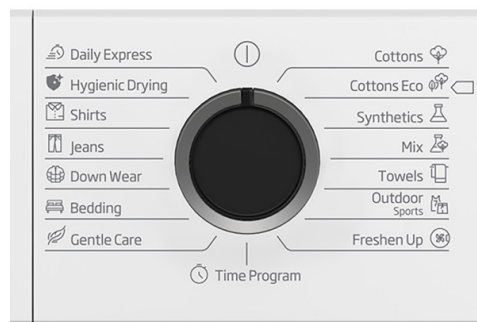 Daily Express
Hygienic Drying
Shirts
Jeans
Down Wear
Bedding
Gentle Care
Time Program
Cottons
Cottons Eco
Synthetics
Mix
Towels
Outdoor
Sports
Freshen Up